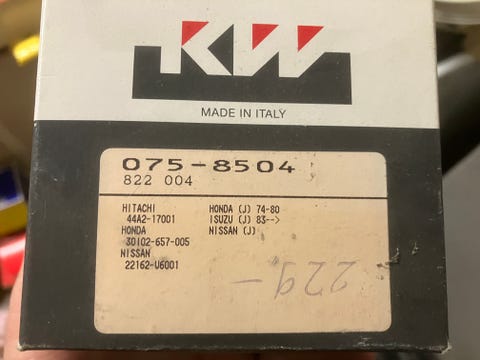 KW
MADE IN ITALY
075-8504
822 004
HITACHI HONDA (J) 74-80
44A2-17001 ISUZU (J) 83-->
HONDA NISSAN (J)
30102-657-005
NISSAN
22162-U6001
229-